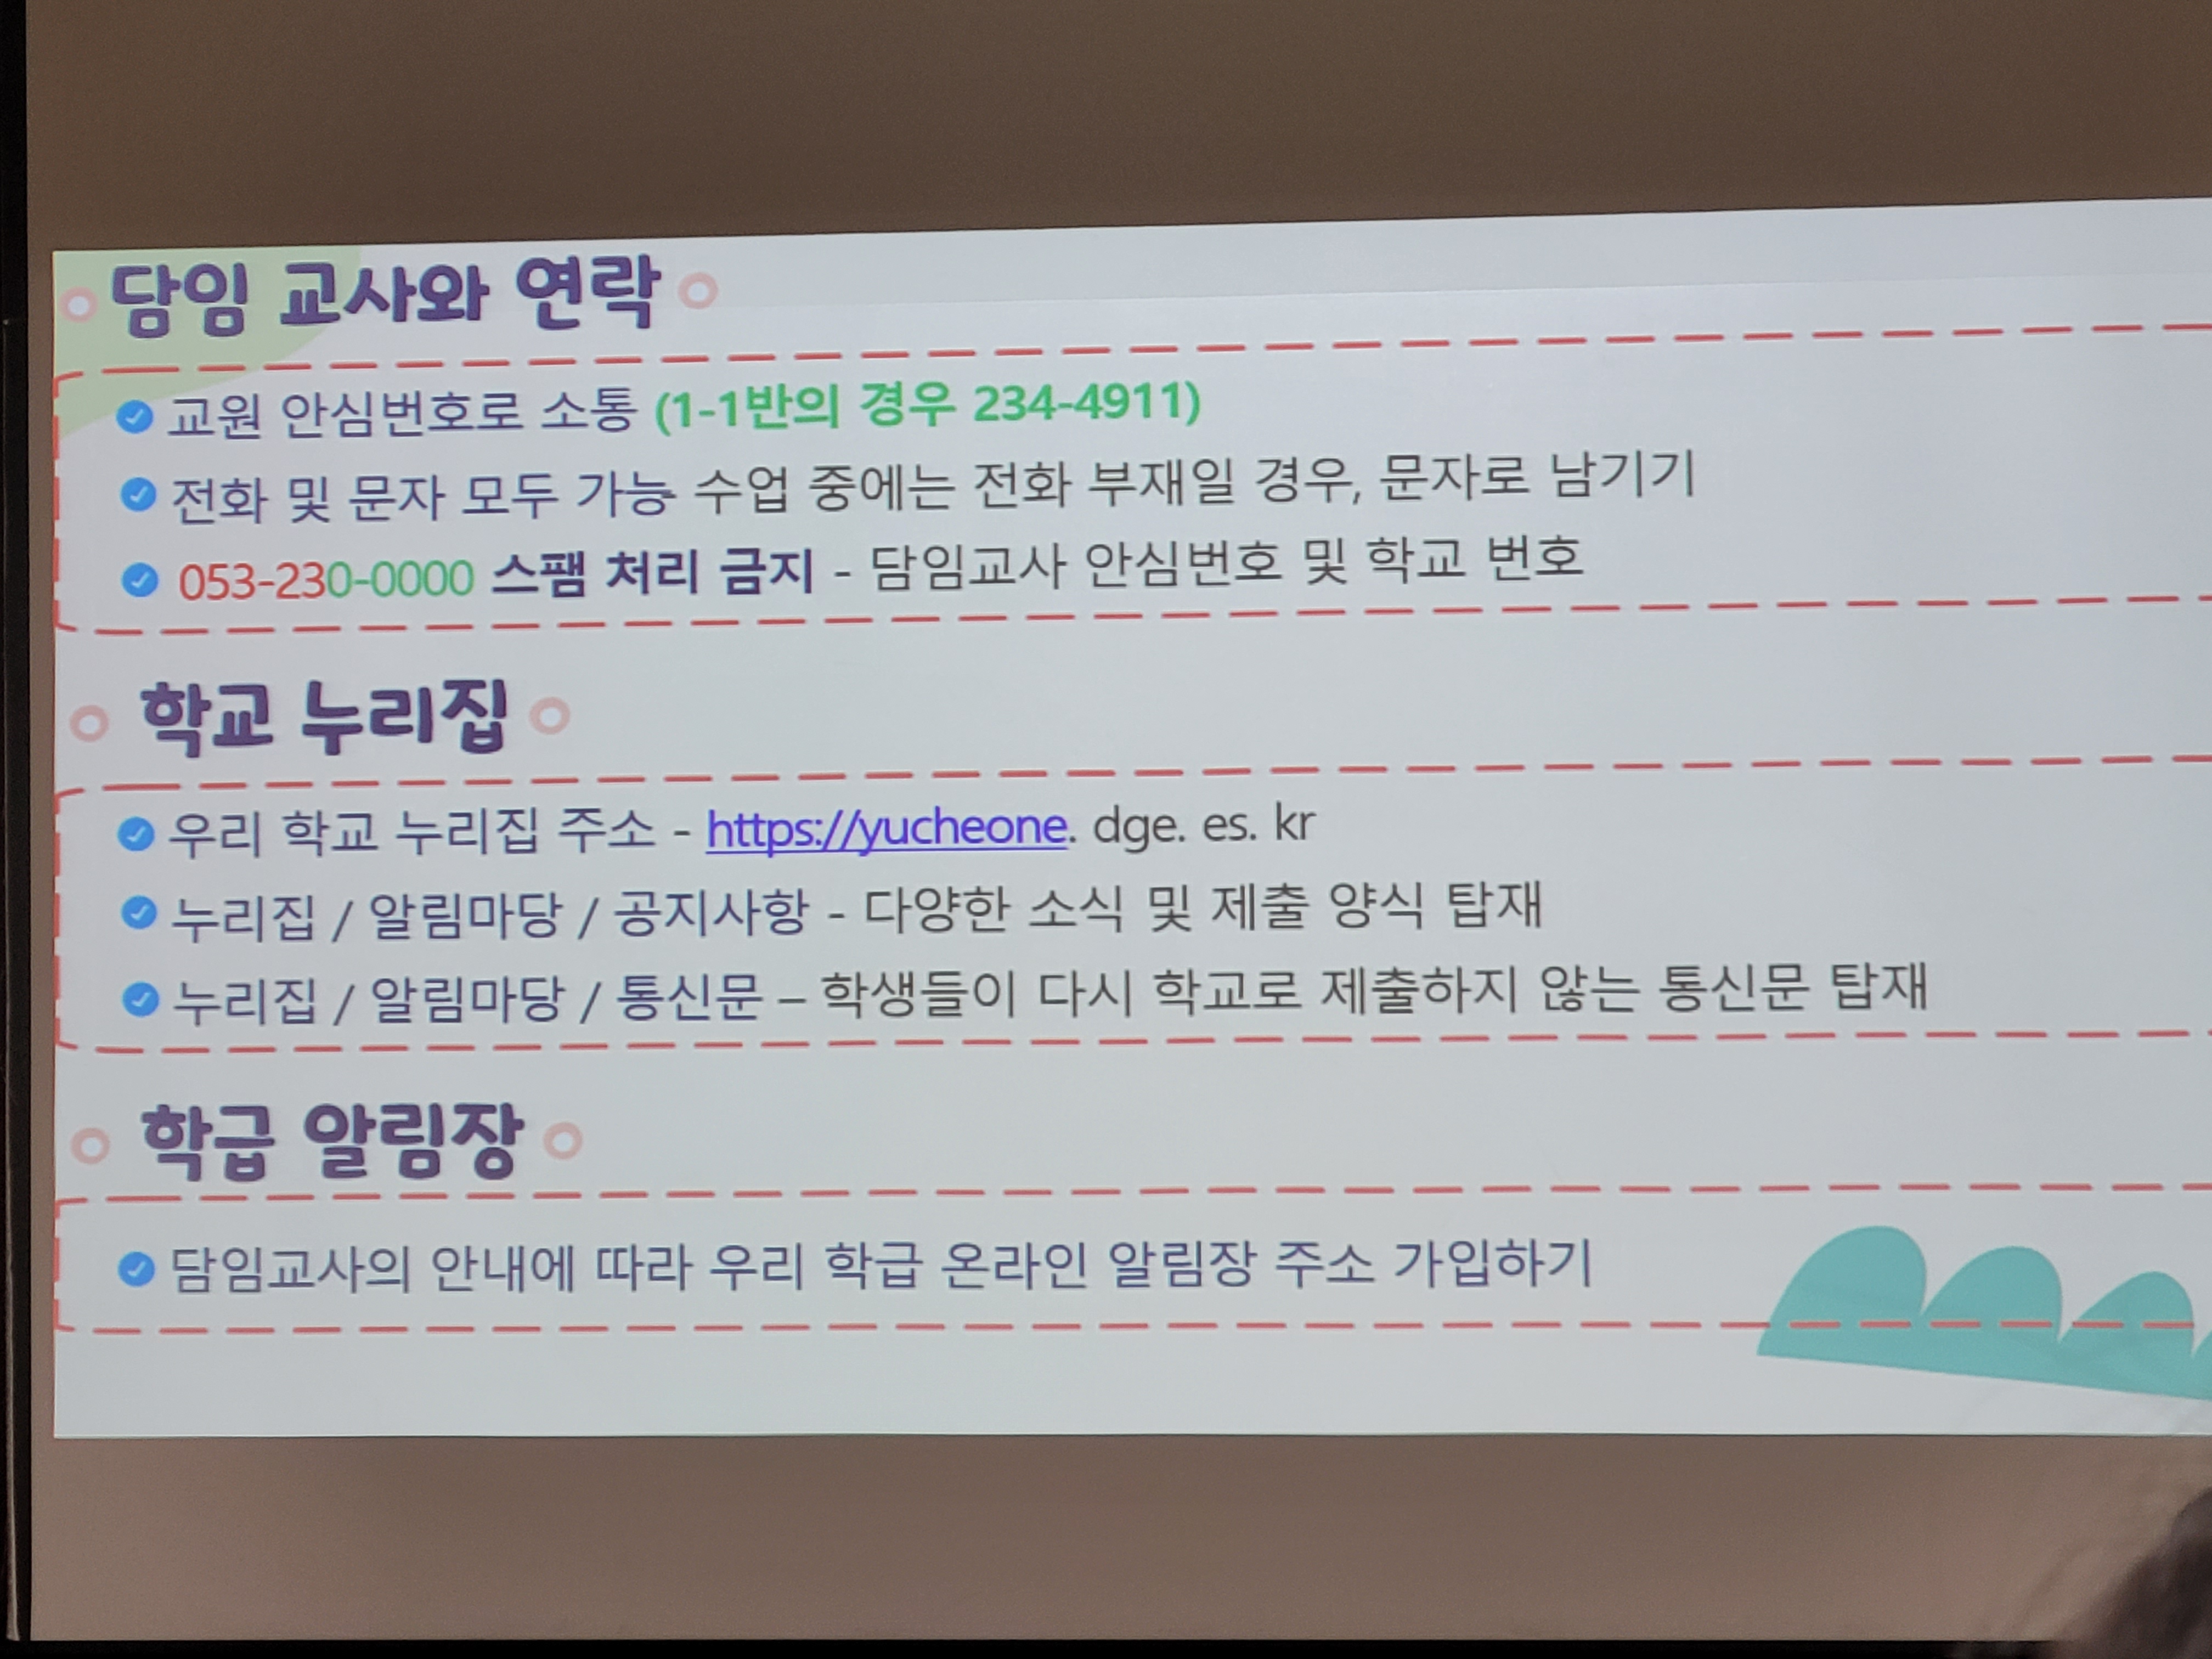 담임 교사와 연락
교원 안심번호로 소통 (1-1반의 경우 234-4911)
전화 및 문자 모두 가능 수업 중에는 전화 부재일 경우, 문자로 남기기
053-230-0000 스팸 처리 금지 - 담임교사 안심번호 및 학교 번호
학교 누리집
우리 학교 누리집 주소 - https://yucheone. dge. es. kr
누리집 / 알림마당 / 공지사항 - 다양한 소식 및 제출 양식 탑재
누리집 / 알림마당 / 통신문 – 학생들이 다시 학교로 제출하지 않는 통신문 탑재
학급 알림장
담임교사의 안내에 따라 우리 학급 온라인 알림장 주소 가입하기